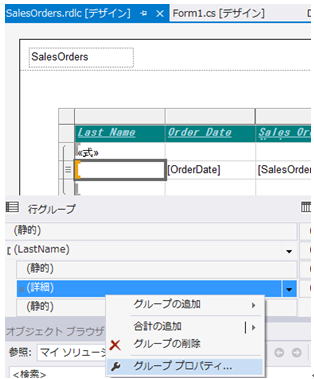 SalesOrders.rdlc [デザイン] Form1.cs [デザイン]
SalesOrders
Last Name Order Date Sales Or
«式»
[OrderDate] [SalesOrder
行グループ
(静的)
(LastName)
(静的)
(詳細)
(静的)
グループの追加
合計の追加
グループの削除
グループ プロパティ...
オブジェクト ブラウザ
参照: マイ ソリュー
<検索>